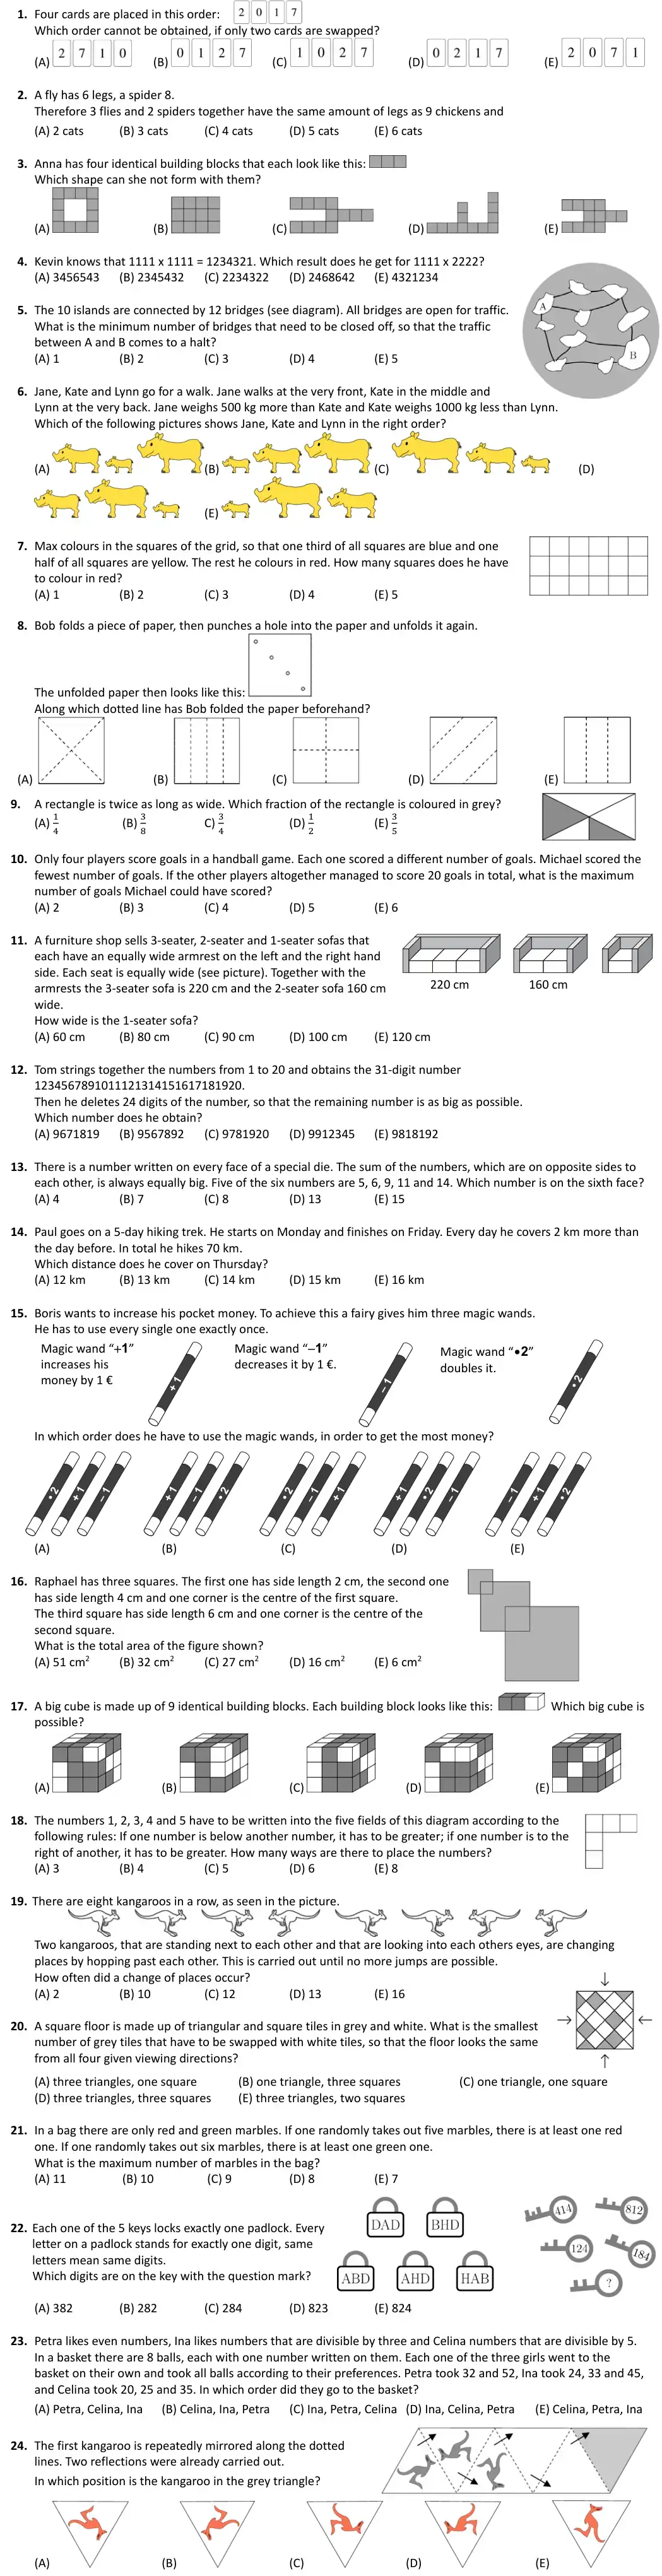 1. Four cards are placed in this order: 2 0 1 7
Which order cannot be obtained, if only two cards are swapped?
(A) 2 7 1 0 (B) 0 1 2 7 (C) 1 0 2 7 (D) 0 2 1 7 (E) 2 0 7 1
2. A fly has 6 legs, a spider 8.
Therefore 3 flies and 2 spiders together have the same amount of legs as 9 chickens and
(A) 2 cats (B) 3 cats (C) 4 cats (D) 5 cats (E) 6 cats
3. Anna has four identical building blocks that each look like this:
Which shape can she not form with them?
(A) (B) (C) (D) (E)
4. Kevin knows that 1111 x 1111 = 1234321. Which result does he get for 1111 x 2222?
(A) 3456543 (B) 2345432 (C) 2234322 (D) 2468642 (E) 4321234
5. The 10 islands are connected by 12 bridges (see diagram). All bridges are open for traffic.
What is the minimum number of bridges that need to be closed off, so that the traffic
between A and B comes to a halt?
(A) 1 (B) 2 (C) 3 (D) 4 (E) 5
A
B
6. Jane, Kate and Lynn go for a walk. Jane walks at the very front, Kate in the middle and
Lynn at the very back. Jane weighs 500 kg more than Kate and Kate weighs 1000 kg less than Lynn.
Which of the following pictures shows Jane, Kate and Lynn in the right order?
(A) (B) (C) (D)
(E)
7. Max colours in the squares of the grid, so that one third of all squares are blue and one
half of all squares are yellow. The rest he colours in red. How many squares does he have
to colour in red?
(A) 1 (B) 2 (C) 3 (D) 4 (E) 5
8. Bob folds a piece of paper, then punches a hole into the paper and unfolds it again.
The unfolded paper then looks like this:
Along which dotted line has Bob folded the paper beforehand?
(A) (B) (C) (D) (E)
9. A rectangle is twice as long as wide. Which fraction of the rectangle is coloured in grey?
(A) 1/4 (B) 3/8 C) 3/4 (D) 1/2 (E) 3/5
10. Only four players score goals in a handball game. Each one scored a different number of goals. Michael scored the
fewest number of goals. If the other players altogether managed to score 20 goals in total, what is the maximum
number of goals Michael could have scored?
(A) 2 (B) 3 (C) 4 (D) 5 (E) 6
11. A furniture shop sells 3-seater, 2-seater and 1-seater sofas that
each have an equally wide armrest on the left and the right hand
side. Each seat is equally wide (see picture). Together with the
armrests the 3-seater sofa is 220 cm and the 2-seater sofa 160 cm
wide.
How wide is the 1-seater sofa?
(A) 60 cm (B) 80 cm (C) 90 cm (D) 100 cm (E) 120 cm
220 cm 160 cm
12. Tom strings together the numbers from 1 to 20 and obtains the 31-digit number
1234567891011121314151617181920.
Then he deletes 24 digits of the number, so that the remaining number is as big as possible.
Which number does he obtain?
(A) 9671819 (B) 9567892 (C) 9781920 (D) 9912345 (E) 9818192
13. There is a number written on every face of a special die. The sum of the numbers, which are on opposite sides to
each other, is always equally big. Five of the six numbers are 5, 6, 9, 11 and 14. Which number is on the sixth face?
(A) 4 (B) 7 (C) 8 (D) 13 (E) 15
14. Paul goes on a 5-day hiking trek. He starts on Monday and finishes on Friday. Every day he covers 2 km more than
the day before. In total he hikes 70 km.
Which distance does he cover on Thursday?
(A) 12 km (B) 13 km (C) 14 km (D) 15 km (E) 16 km
15. Boris wants to increase his pocket money. To achieve this a fairy gives him three magic wands.
He has to use every single one exactly once.
Magic wand “+1”
increases his
money by 1 €
+1
Magic wand “−1”
decreases it by 1 €.
−1
Magic wand “•2”
doubles it.
•2
In which order does he have to use the magic wands, in order to get the most money?
•2 +1 −1 +1 −1 •2 •2 −1 +1 +1 •2 −1 −1 +1 •2
(A) (B) (C) (D) (E)
16. Raphael has three squares. The first one has side length 2 cm, the second one
has side length 4 cm and one corner is the centre of the first square.
The third square has side length 6 cm and one corner is the centre of the
second square.
What is the total area of the figure shown?
(A) 51 cm² (B) 32 cm² (C) 27 cm² (D) 16 cm² (E) 6 cm²
17. A big cube is made up of 9 identical building blocks. Each building block looks like this: Which big cube is
possible?
(A) (B) (C) (D) (E)
18. The numbers 1, 2, 3, 4 and 5 have to be written into the five fields of this diagram according to the
following rules: If one number is below another number, it has to be greater; if one number is to the
right of another, it has to be greater. How many ways are there to place the numbers?
(A) 3 (B) 4 (C) 5 (D) 6 (E) 8
19. There are eight kangaroos in a row, as seen in the picture.
Two kangaroos, that are standing next to each other and that are looking into each others eyes, are changing
places by hopping past each other. This is carried out until no more jumps are possible.
How often did a change of places occur?
(A) 2 (B) 10 (C) 12 (D) 13 (E) 16
20. A square floor is made up of triangular and square tiles in grey and white. What is the smallest
number of grey tiles that have to be swapped with white tiles, so that the floor looks the same
from all four given viewing directions?
(A) three triangles, one square (B) one triangle, three squares (C) one triangle, one square
(D) three triangles, three squares (E) three triangles, two squares
21. In a bag there are only red and green marbles. If one randomly takes out five marbles, there is at least one red
one. If one randomly takes out six marbles, there is at least one green one.
What is the maximum number of marbles in the bag?
(A) 11 (B) 10 (C) 9 (D) 8 (E) 7
22. Each one of the 5 keys locks exactly one padlock. Every
letter on a padlock stands for exactly one digit, same
letters mean same digits.
Which digits are on the key with the question mark?
(A) 382 (B) 282 (C) 284 (D) 823 (E) 824
DAD BHD
ABD AHD HAB
414 812
124 184
?
23. Petra likes even numbers, Ina likes numbers that are divisible by three and Celina numbers that are divisible by 5.
In a basket there are 8 balls, each with one number written on them. Each one of the three girls went to the
basket on their own and took all balls according to their preferences. Petra took 32 and 52, Ina took 24, 33 and 45,
and Celina took 20, 25 and 35. In which order did they go to the basket?
(A) Petra, Celina, Ina (B) Celina, Ina, Petra (C) Ina, Petra, Celina (D) Ina, Celina, Petra (E) Celina, Petra, Ina
24. The first kangaroo is repeatedly mirrored along the dotted
lines. Two reflections were already carried out.
In which position is the kangaroo in the grey triangle?
(A) (B) (C) (D) (E)